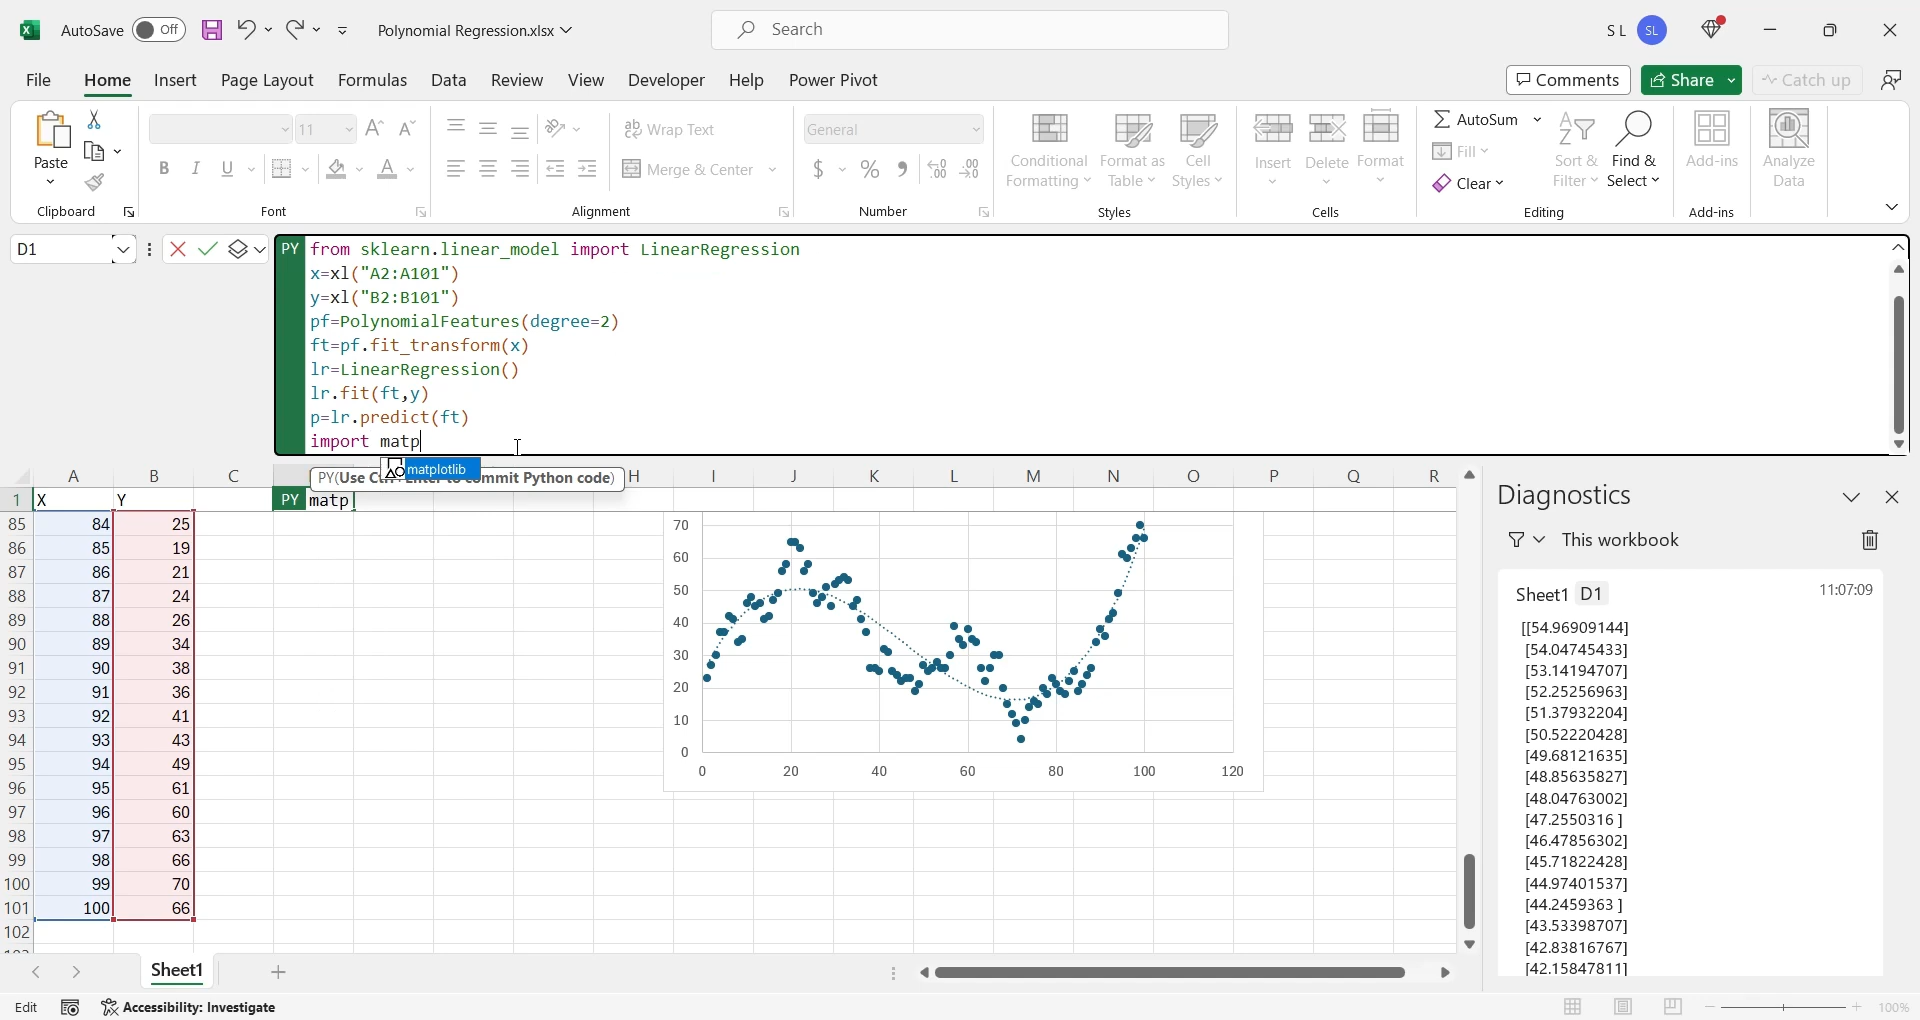 AutoSave Off Polynomial Regression.xlsx Search S L SL
File Home Insert Page Layout Formulas Data Review View Developer Help Power Pivot Comments Share Catch up
Paste
Clipboard
11
B I U
Font
Wrap Text
Merge & Center
Alignment
General
$ % 9
Number
Conditional Formatting
Format as Table
Cell Styles
Styles
Insert Delete Format
Cells
AutoSum
Fill
Clear
Sort & Filter
Find & Select
Editing
Add-ins
Add-ins
Analyze Data
D1
PY from sklearn.linear_model import LinearRegression
x=xl("A2:A101")
y=xl("B2:B101")
pf=PolynomialFeatures(degree=2)
ft=pf.fit_transform(x)
lr=LinearRegression()
lr.fit(ft,y)
p=lr.predict(ft)
import matp
matplotlib
PY(Use Ctrl+Enter to commit Python code)
A B C H I J K L M N O P Q R
1 X Y PY matp
85 84 25
86 85 19
87 86 21
88 87 24
89 88 26
90 89 34
91 90 38
92 91 36
93 92 41
94 93 43
95 94 49
96 95 61
97 96 60
98 97 63
99 98 66
100 99 70
101 100 66
102
70
60
50
40
30
20
10
0
0 20 40 60 80 100 120
Diagnostics
This workbook
Sheet1 D1 11:07:09
[[54.96909144]
[54.04745433]
[53.14194707]
[52.25256963]
[51.37932204]
[50.52220428]
[49.68121635]
[48.85635827]
[48.04763002]
[47.2550316 ]
[46.47856302]
[45.71822428]
[44.97401537]
[44.2459363 ]
[43.53398707]
[42.83816767]
[42.15847811]
Sheet1
Edit Accessibility: Investigate 100%